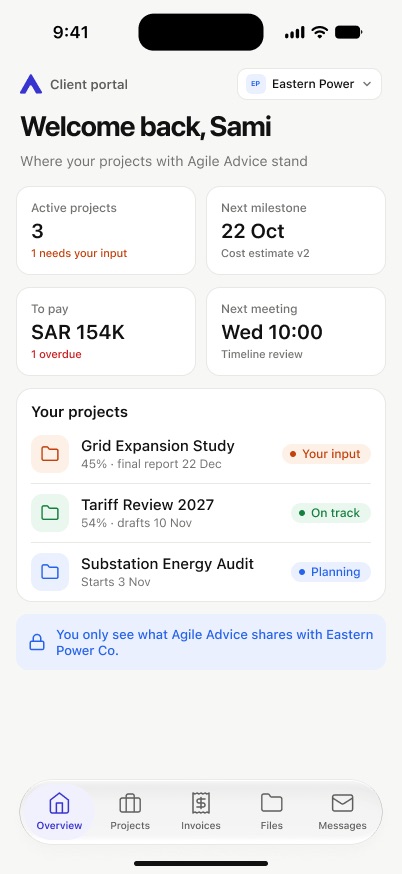 9:41
Client portal
EP Eastern Power
Welcome back, Sami
Where your projects with Agile Advice stand
Active projects
3
1 needs your input
Next milestone
22 Oct
Cost estimate v2
To pay
SAR 154K
1 overdue
Next meeting
Wed 10:00
Timeline review
Your projects
Grid Expansion Study
45% · final report 22 Dec
Your input
Tariff Review 2027
54% · drafts 10 Nov
On track
Substation Energy Audit
Starts 3 Nov
Planning
You only see what Agile Advice shares with Eastern
Power Co.
Overview
Projects
Invoices
Files
Messages